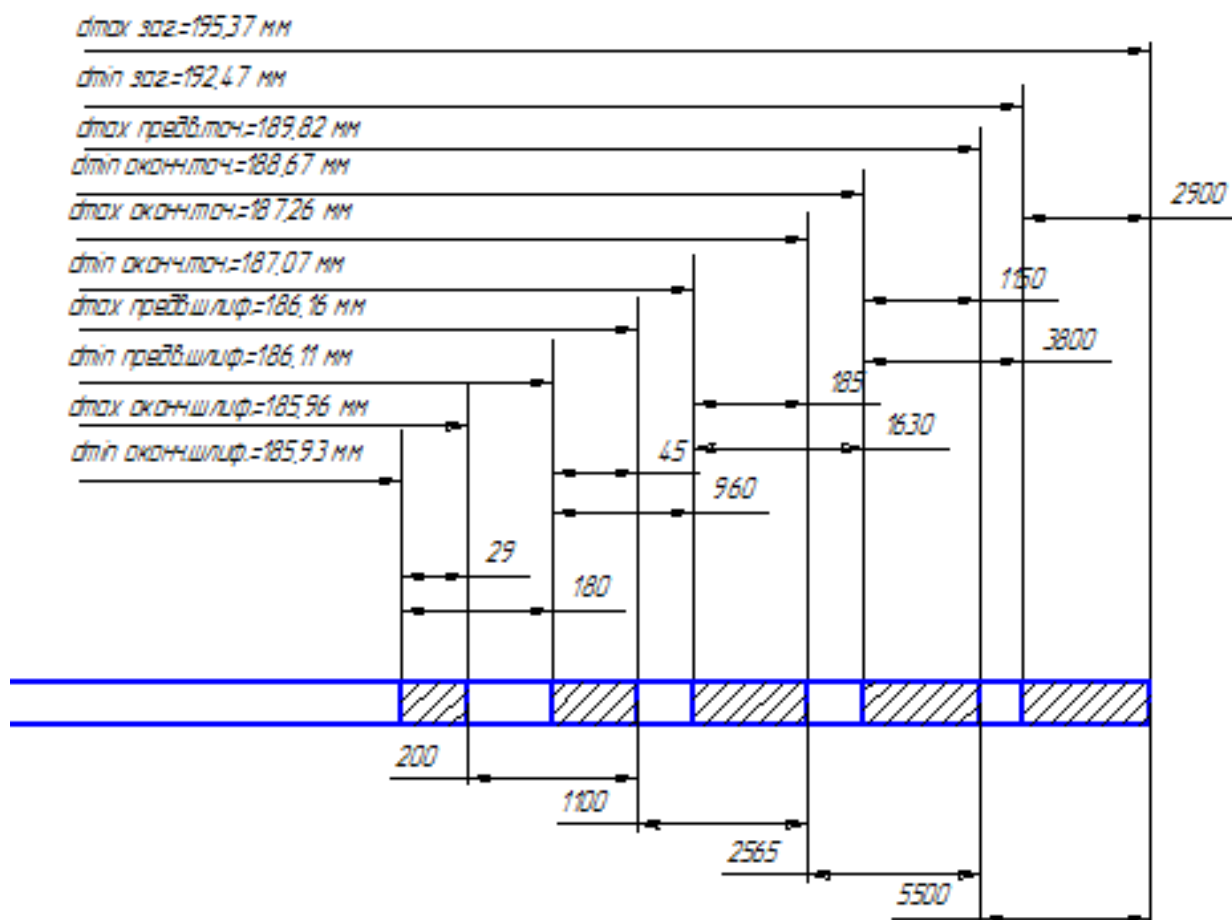 dmax заг.=195,37 мм
dmin заг.=192,47 мм
dmax предв.точ.=189,82 мм
dmin оконч.точ.=188,67 мм
dmax оконч.точ.=187,26 мм
dmin оконч.точ.=187,07 мм
dmax предв.шлиф.=186,16 мм
dmin предв.шлиф.=186,11 мм
dmax оконч.шлиф.=185,96 мм
dmin оконч.шлиф.=185,93 мм
2900
1150
3800
185
1630
45
960
29
180
200
1100
2565
5500